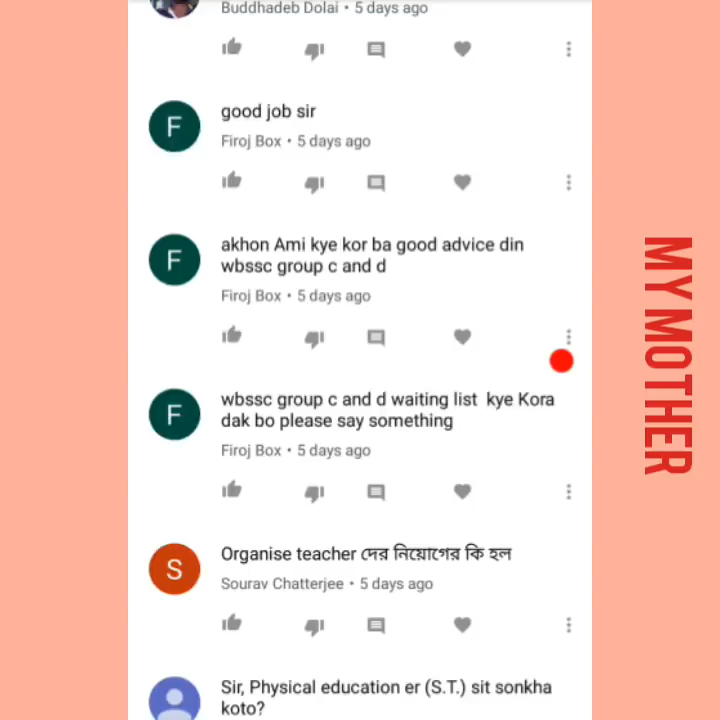 Buddhadeb Dolai • 5 days ago
F
good job sir
Firoj Box • 5 days ago
F
akhon Ami kye kor ba good advice din
wbssc group c and d
Firoj Box • 5 days ago
F
wbssc group c and d waiting list kye Kora
dak bo please say something
Firoj Box • 5 days ago
S
Organise teacher দের নিয়োগের কি হল
Sourav Chatterjee • 5 days ago
Sir, Physical education er (S.T.) sit sonkha
koto?
MY MOTHER